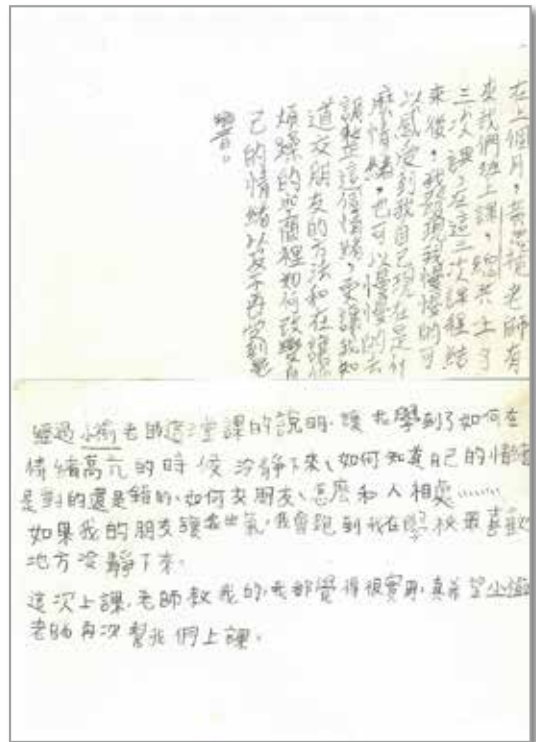 在上個月,黃老師有
來我們班上課,總共上了
三次課,在這三次課程結
束後,我發現我慢慢的可
以感受到我自己現在是什
麼情緒,也可以慢慢的去
調整這個情緒,更讓我知
道交朋友的方法和在讓你
煩躁的空間裡如何改變自
己的情緒以及不再受到
響。
經過小老師這堂課的說明,讓我學到了如何在
情緒高亢的時候冷靜下來、如何知道自己的情緒
是對的還是錯的、如何交朋友、怎麼和人相處……
如果我的朋友讓我出氣,我會跑到我在學校最喜歡
地方冷靜下來。
這次上課,老師教我的,我都覺得很實用,真希望小
老師再次幫我們上課。